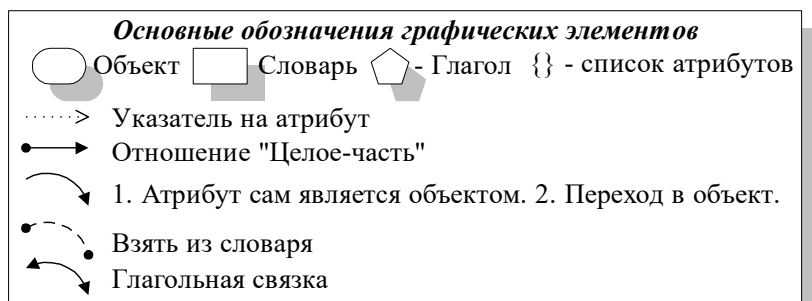 Основные обозначения графических элементов
Объект Словарь - Глагол {} - список атрибутов
Указатель на атрибут
Отношение "Целое-часть"
1. Атрибут сам является объектом. 2. Переход в объект.
Взять из словаря
Глагольная связка